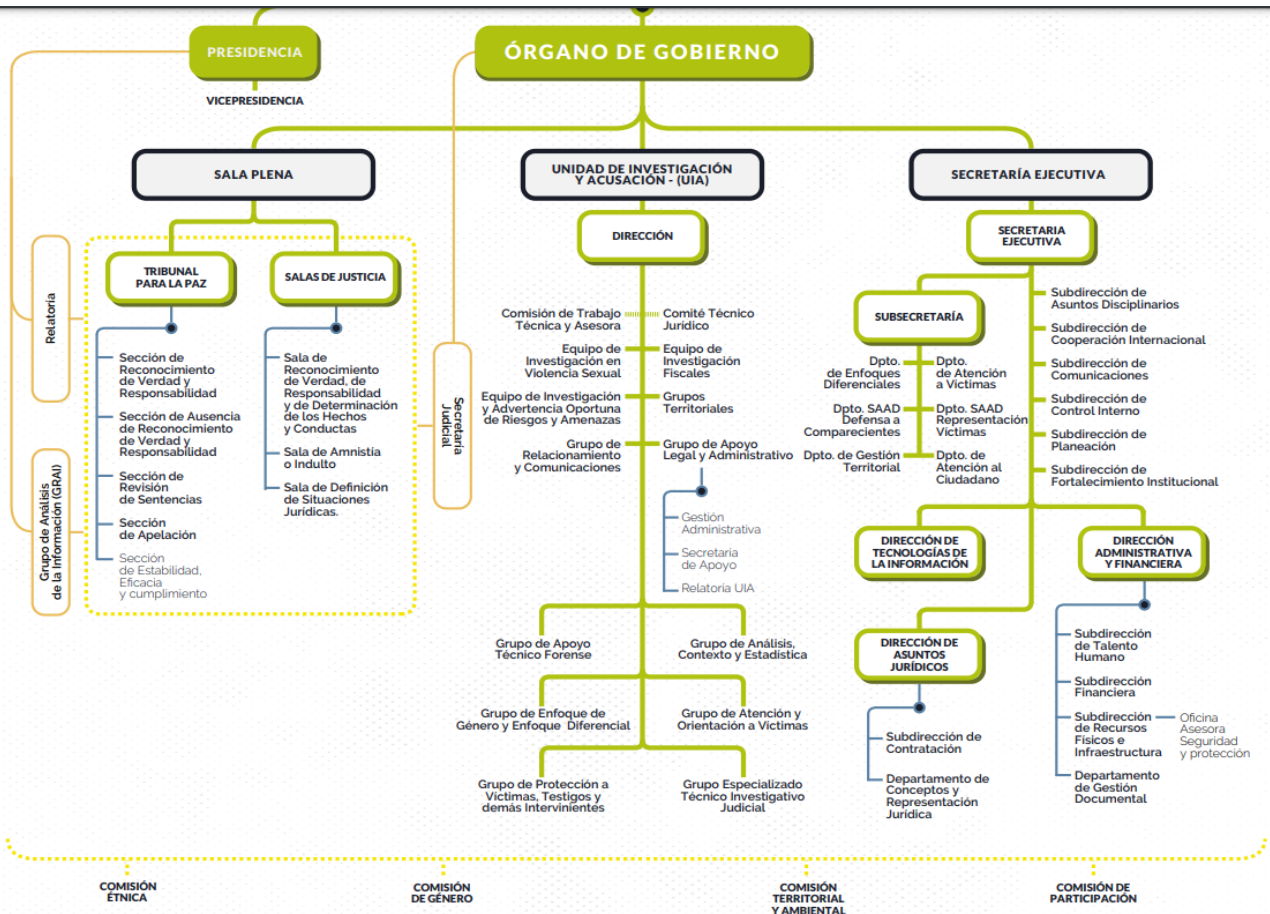 PRESIDENCIA
ÓRGANO DE GOBIERNO
VICEPRESIDENCIA
SALA PLENA
UNIDAD DE INVESTIGACIÓN
Y ACUSACIÓN - (UIA)
SECRETARÍA EJECUTIVA
Relatoría
Grupo de Análisis
de la Información (GRAI)
TRIBUNAL
PARA LA PAZ
SALAS DE JUSTICIA
Sección de
Reconocimiento
de Verdad y
Responsabilidad
Sección de Ausencia
de Reconocimiento
de Verdad y
Responsabilidad
Sección de
Revisión
de Sentencias
Sección
de Apelación
Sección
de Estabilidad,
Eficacia
y cumplimiento
Sala de
Reconocimiento
de Verdad, de
Responsabilidad
y de Determinación
de los Hechos
y Conductas
Sala de Amnistía
o Indulto
Sala de Definición
de Situaciones
Jurídicas.
Secretaría
Judicial
DIRECCIÓN
Comisión de Trabajo
Técnica y Asesora
Comité Técnico
Jurídico
Equipo de
Investigación en
Violencia Sexual
Equipo de
Investigación
Fiscales
Equipo de Investigación
y Advertencia Oportuna
de Riesgos y Amenazas
Grupos
Territoriales
Grupo de
Relacionamiento
y Comunicaciones
Grupo de Apoyo
Legal y Administrativo
Gestión
Administrativa
Secretaría
de Apoyo
Relatoría UIA
Grupo de Apoyo
Técnico Forense
Grupo de Análisis,
Contexto y Estadística
Grupo de Enfoque de
Género y Enfoque Diferencial
Grupo de Atención y
Orientación a Víctimas
Grupo de Protección a
Víctimas, Testigos y
demás Intervinientes
Grupo Especializado
Técnico Investigativo
Judicial
SECRETARIA
EJECUTIVA
SUBSECRETARÍA
Dpto.
de Enfoques
Diferenciales
Dpto.
de Atención
a Víctimas
Dpto. SAAD
Defensa a
Comparecientes
Dpto. SAAD
Representación
Víctimas
Dpto. de Gestión
Territorial
Dpto. de
Atención al
Ciudadano
Subdirección de
Asuntos Disciplinarios
Subdirección de
Cooperación Internacional
Subdirección de
Comunicaciones
Subdirección de
Control Interno
Subdirección de
Planeación
Subdirección de
Fortalecimiento Institucional
DIRECCIÓN DE
TECNOLOGÍAS DE
LA INFORMACIÓN
DIRECCIÓN
ADMINISTRATIVA
Y FINANCIERA
DIRECCIÓN DE
ASUNTOS
JURÍDICOS
Subdirección de
Contratación
Departamento de
Conceptos y
Representación
Jurídica
Subdirección
de Talento
Humano
Subdirección
Financiera
Subdirección
de Recursos
Físicos e
Infraestructura
Oficina
Asesora
Seguridad
y protección
Departamento
de Gestión
Documental
COMISIÓN
ÉTNICA
COMISIÓN
DE GÉNERO
COMISIÓN
TERRITORIAL
Y AMBIENTAL
COMISIÓN DE
PARTICIPACIÓN